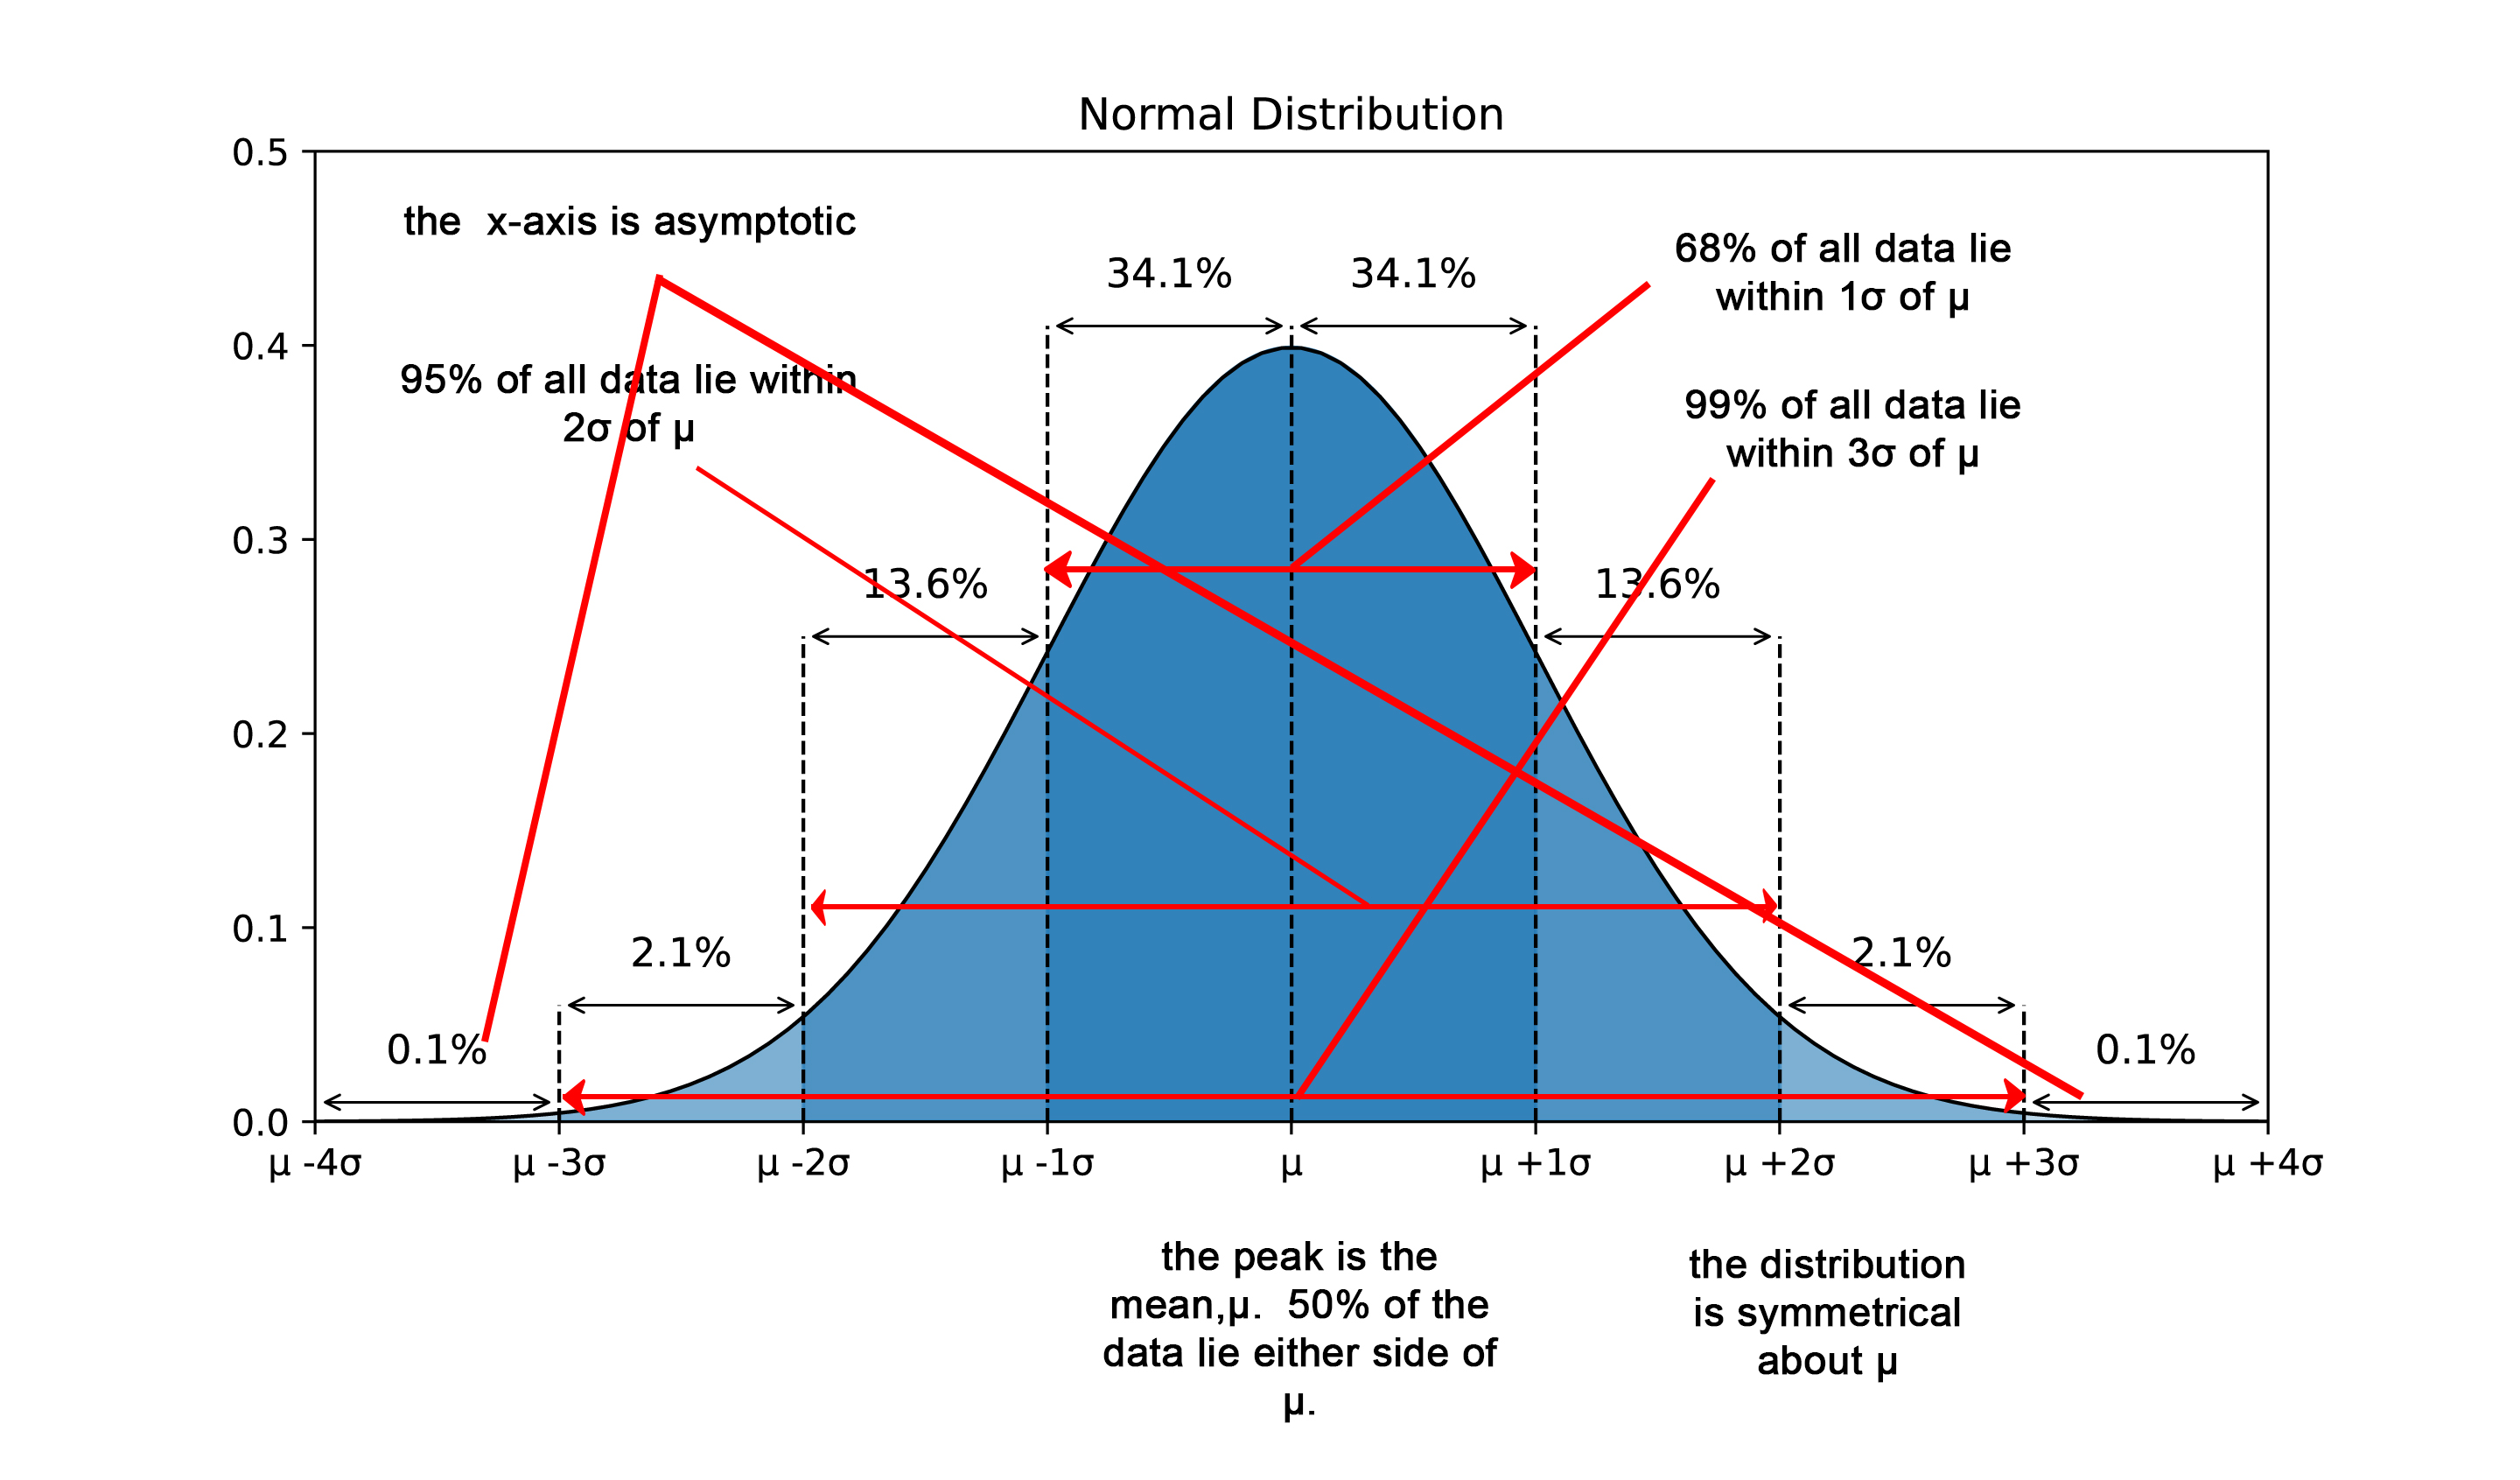 Normal Distribution
0.5
the  x-axis is asymptotic
68% of all data lie
within 1σ of μ
34.1%
34.1%
0.4
95% of all data lie within
2σ of μ
99% of all data lie
within 3σ of μ
0.3
13.6%
13.6%
0.2
0.1
2.1%
2.1%
0.1%
0.1%
0.0
μ -4σ
μ -3σ
μ -2σ
μ -1σ
μ
μ +1σ
μ +2σ
μ +3σ
μ +4σ
the peak is the
mean,μ.  50% of the
data lie either side of
μ.
the distribution
is symmetrical
about μ